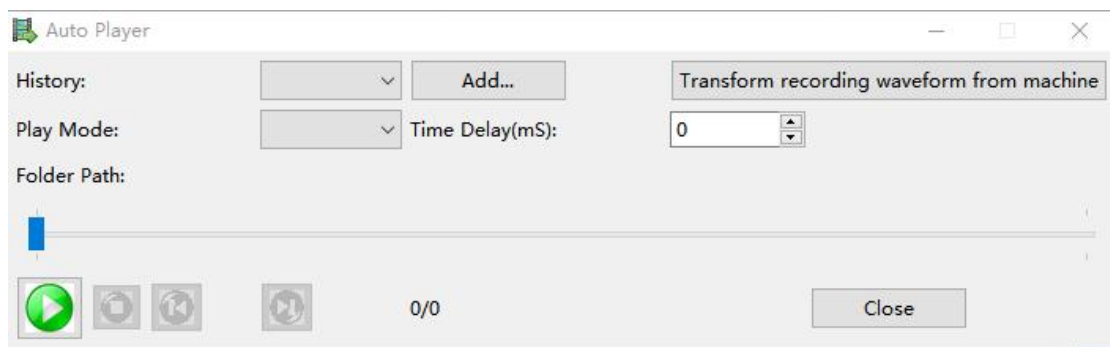 Auto Player
History:
Add...
Transform recording waveform from machine
Play Mode:
Time Delay(mS):
0
Folder Path:
0/0
Close